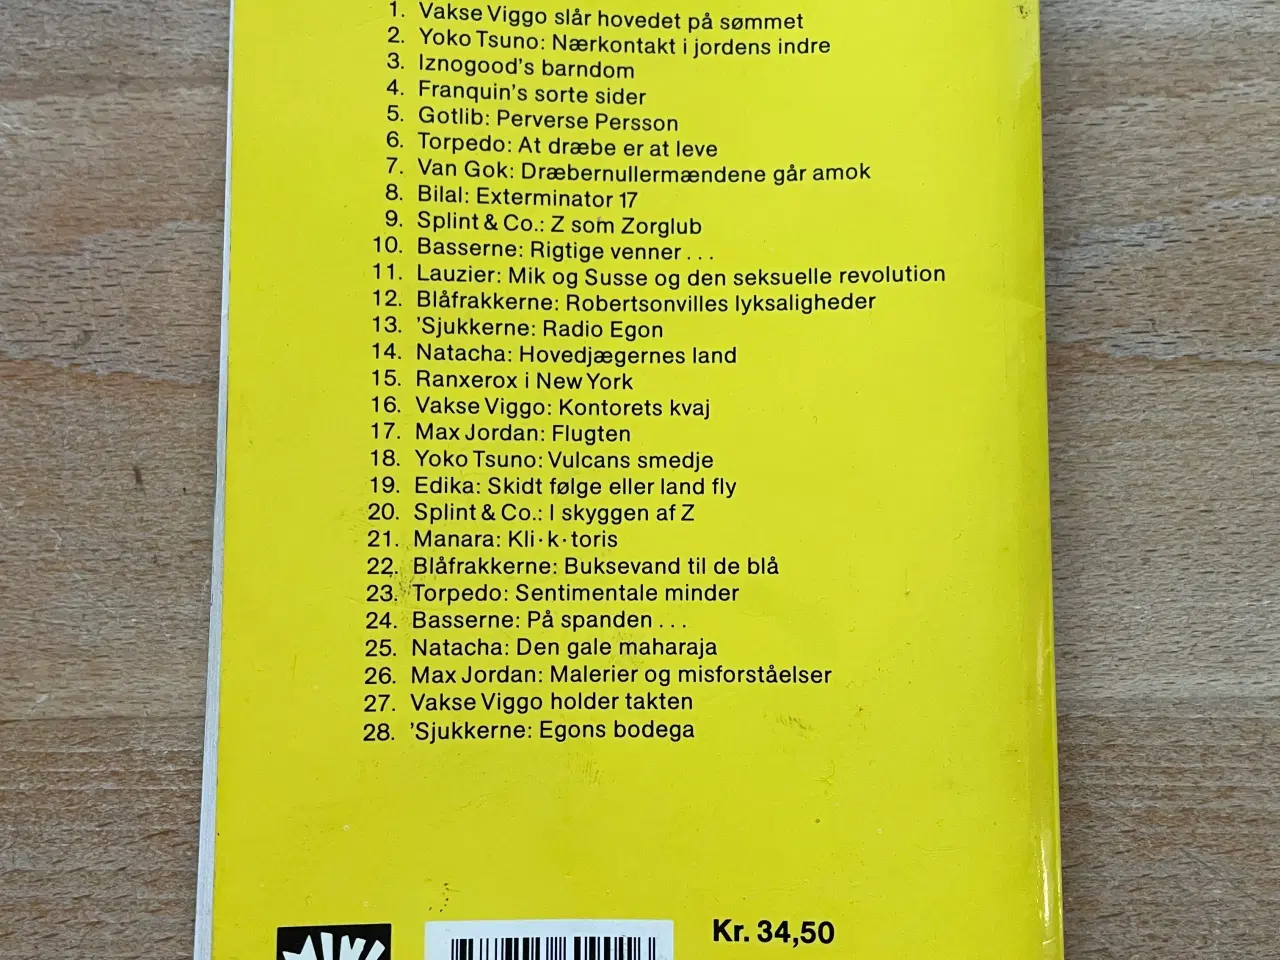 1. Vakse Viggo slår hovedet på sømmet
2. Yoko Tsuno: Nærkontakt i jordens indre
3. Iznogood's barndom
4. Franquin's sorte sider
5. Gotlib: Perverse Persson
6. Torpedo: At dræbe er at leve
7. Van Gok: Dræbernullermændene går amok
8. Bilal: Exterminator 17
9. Splint & Co.: Z som Zorglub
10. Basserne: Rigtige venner . . .
11. Lauzier: Mik og Susse og den seksuelle revolution
12. Blåfrakkerne: Robertsonvilles lyksaligheder
13. 'Sjukkerne: Radio Egon
14. Natacha: Hovedjægernes land
15. Ranxerox i New York
16. Vakse Viggo: Kontorets kvaj
17. Max Jordan: Flugten
18. Yoko Tsuno: Vulcans smedje
19. Edika: Skidt følge eller land fly
20. Splint & Co.: I skyggen af Z
21. Manara: Kli·k·toris
22. Blåfrakkerne: Buksevand til de blå
23. Torpedo: Sentimentale minder
24. Basserne: På spanden . . .
25. Natacha: Den gale maharaja
26. Max Jordan: Malerier og misforståelser
27. Vakse Viggo holder takten
28. 'Sjukkerne: Egons bodega
Kr. 34,50